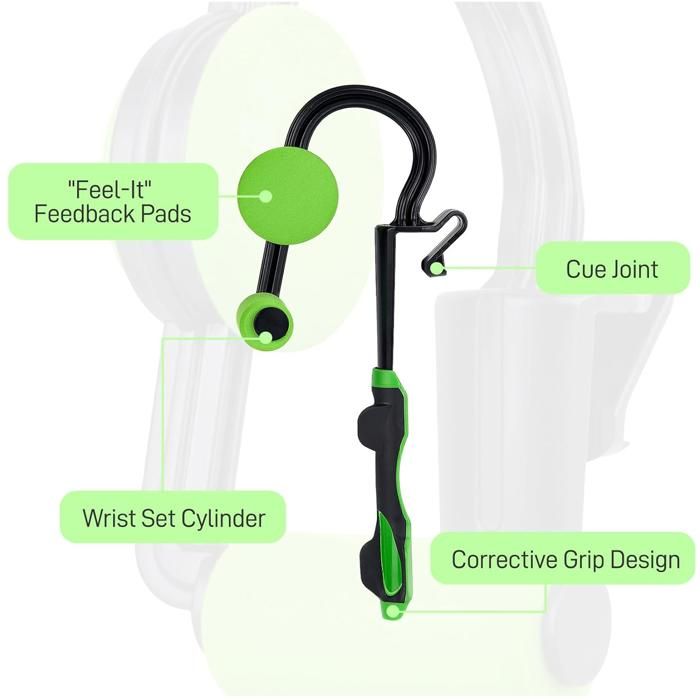 "Feel-It"
Feedback Pads
Cue Joint
Wrist Set Cylinder
Corrective Grip Design